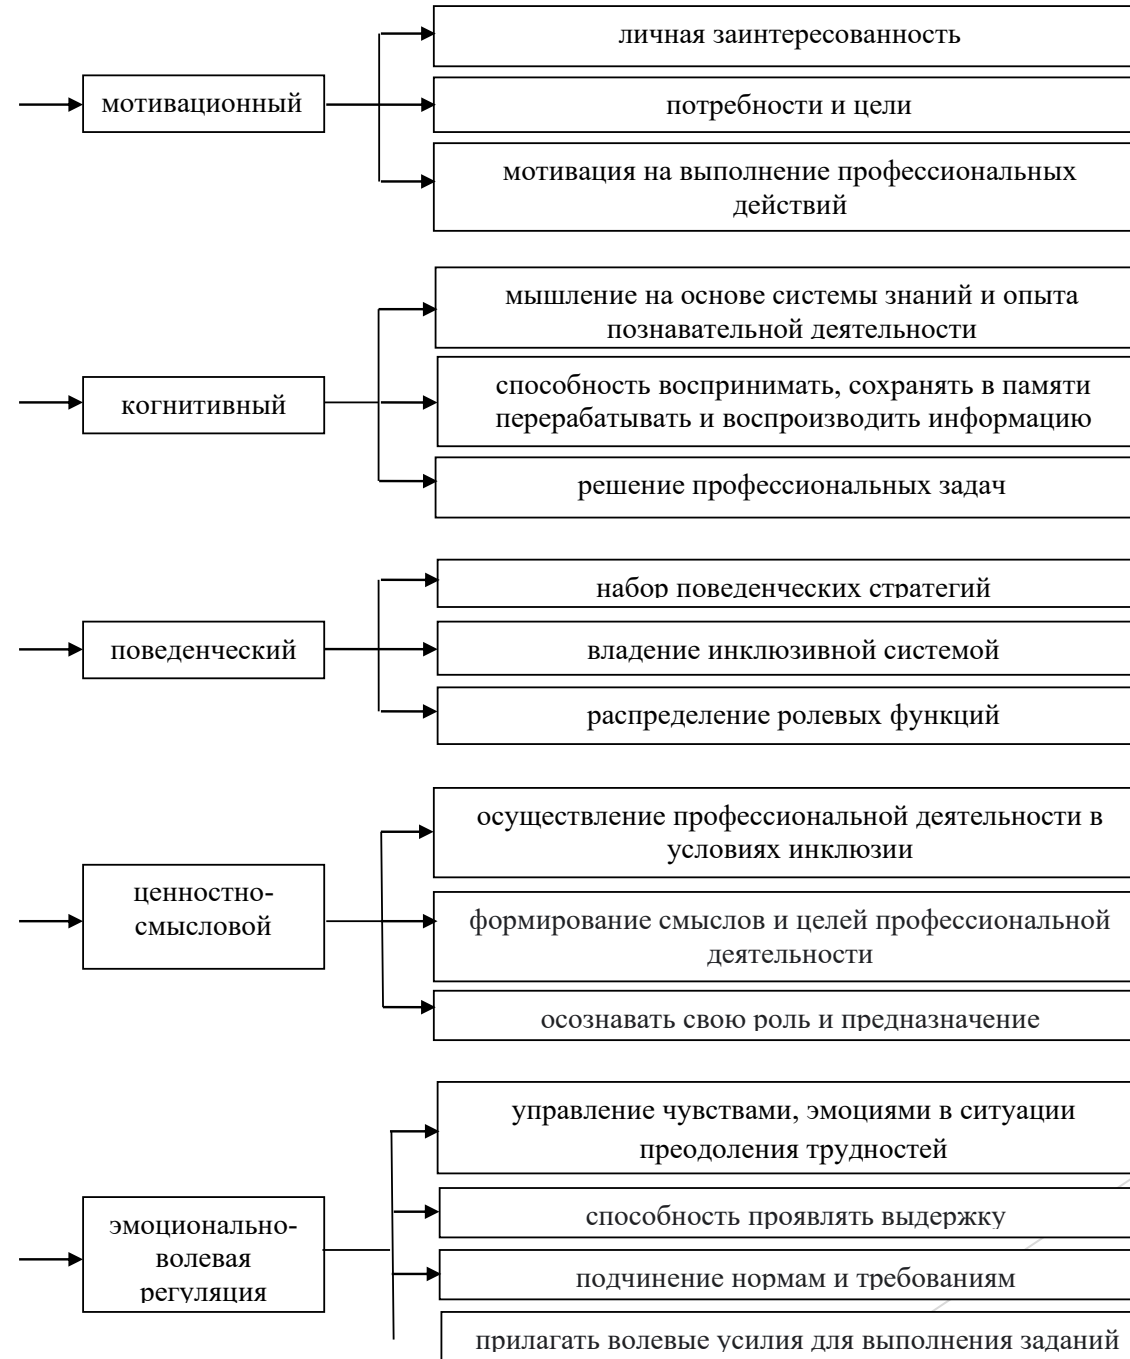 личная заинтересованность
мотивационный
потребности и цели
мотивация на выполнение профессиональных
действий
мышление на основе системы знаний и опыта
познавательной деятельности
когнитивный
способность воспринимать, сохранять в памяти
перерабатывать и воспроизводить информацию
решение профессиональных задач
набор поведенческих стратегий
поведенческий
владение инклюзивной системой
распределение ролевых функций
осуществление профессиональной деятельности в
условиях инклюзии
ценностно-
смысловой
формирование смыслов и целей профессиональной
деятельности
осознавать свою роль и предназначение
управление чувствами, эмоциями в ситуации
преодоления трудностей
эмоционально-
волевая
регуляция
способность проявлять выдержку
подчинение нормам и требованиям
прилагать волевые усилия для выполнения заданий